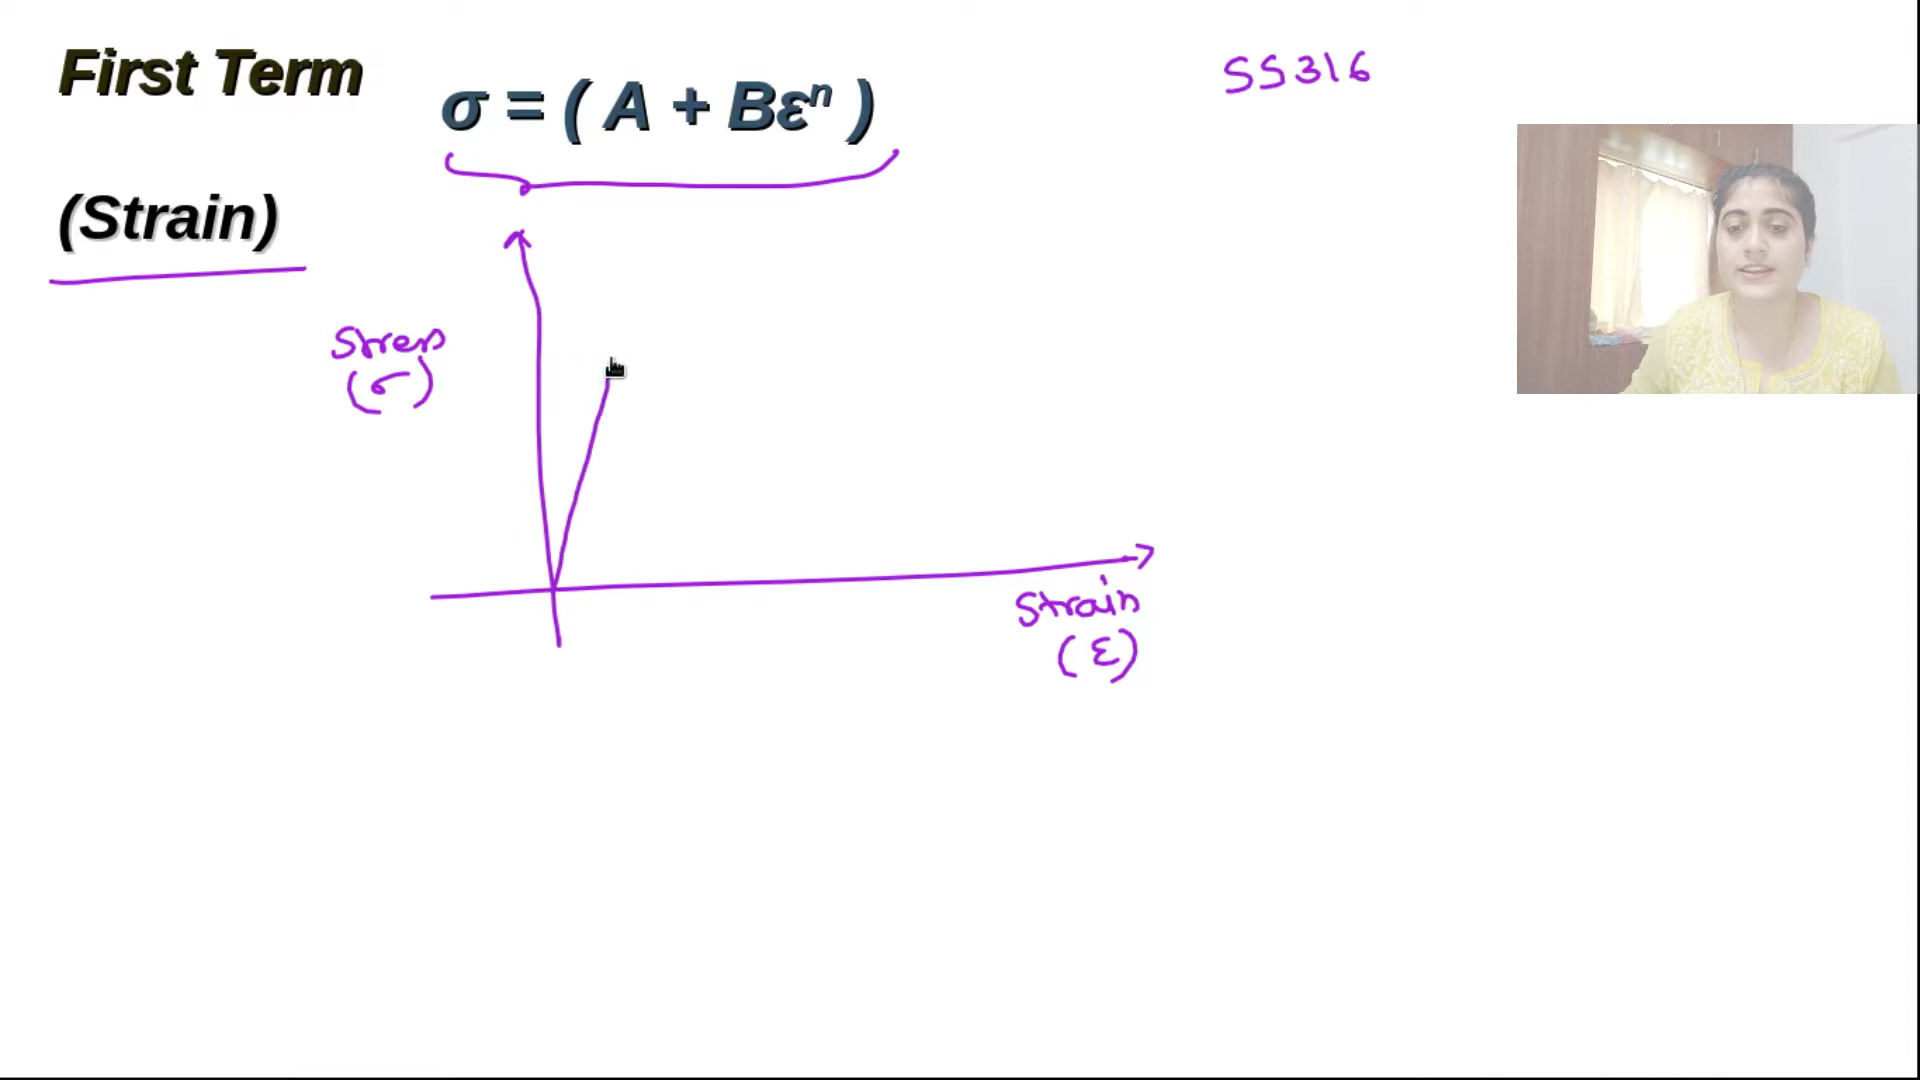 First Term
σ = ( A + Bεⁿ )
SS316
(Strain)
Stress
(σ)
Strain
(ε)